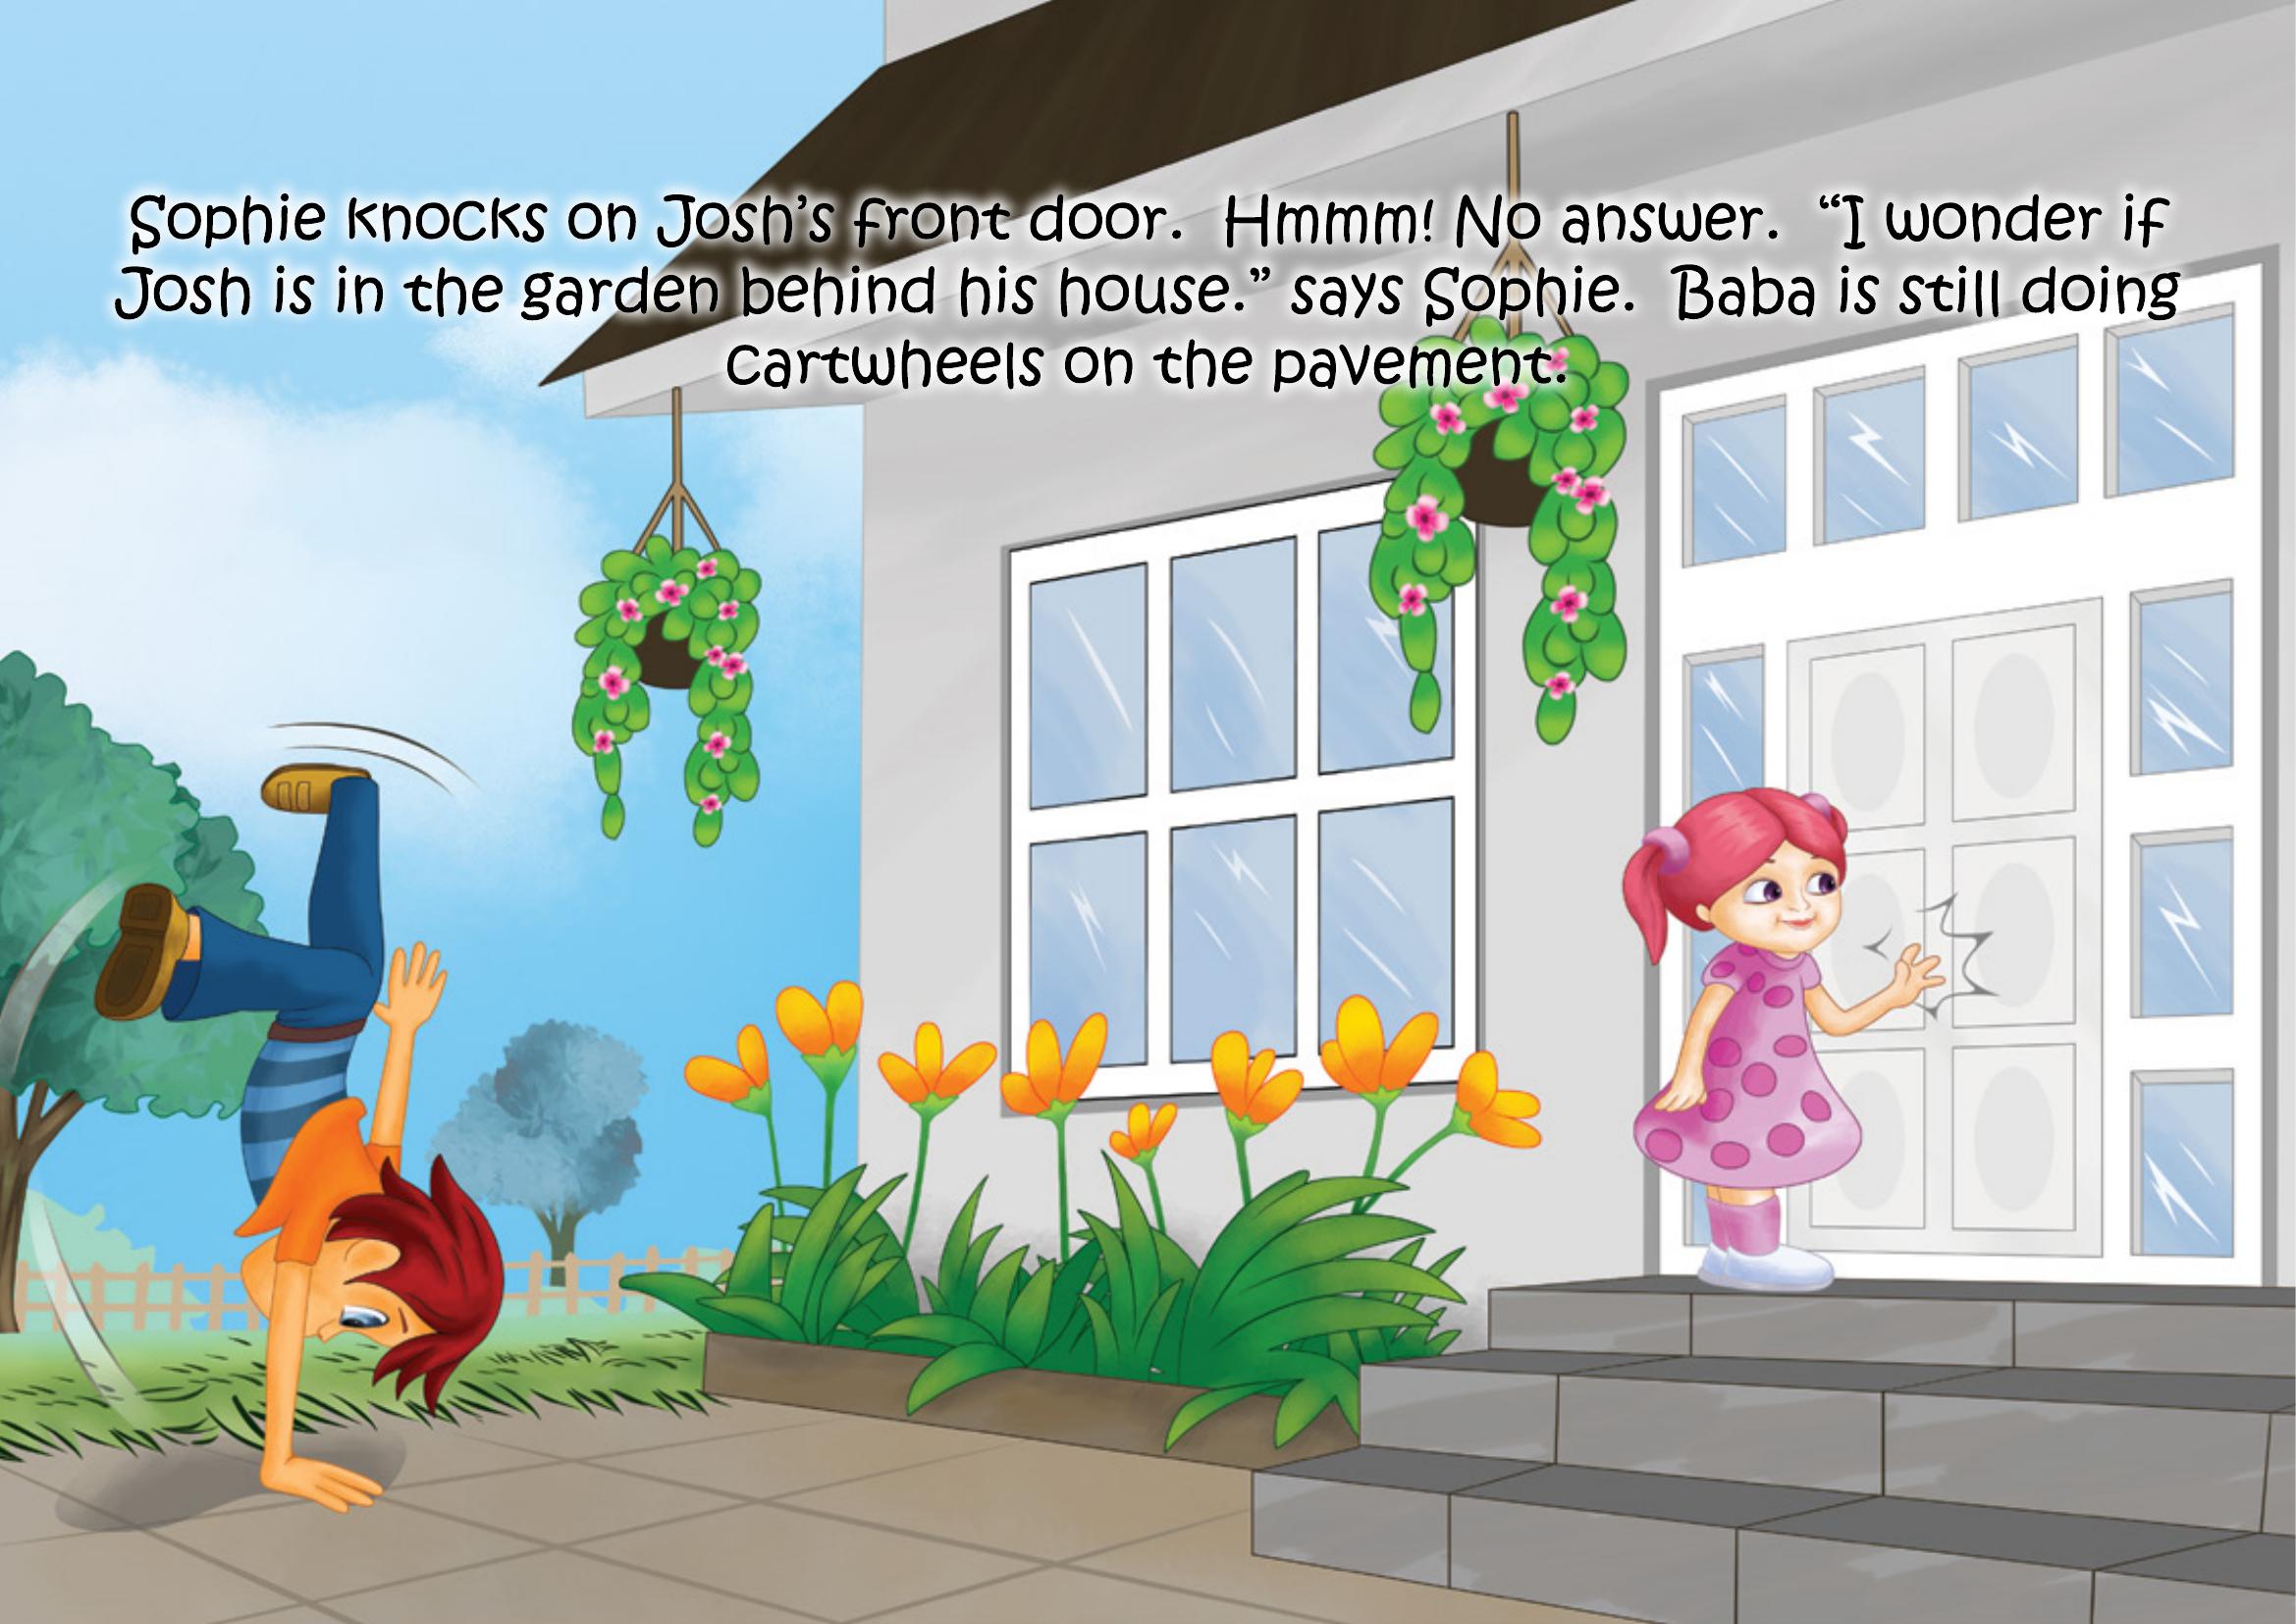 Sophie knocks on Josh's front door.  Hmmm! No answer.  “I wonder if
Josh is in the garden behind his house.” says Sophie.  Baba is still doing
cartwheels on the pavement.